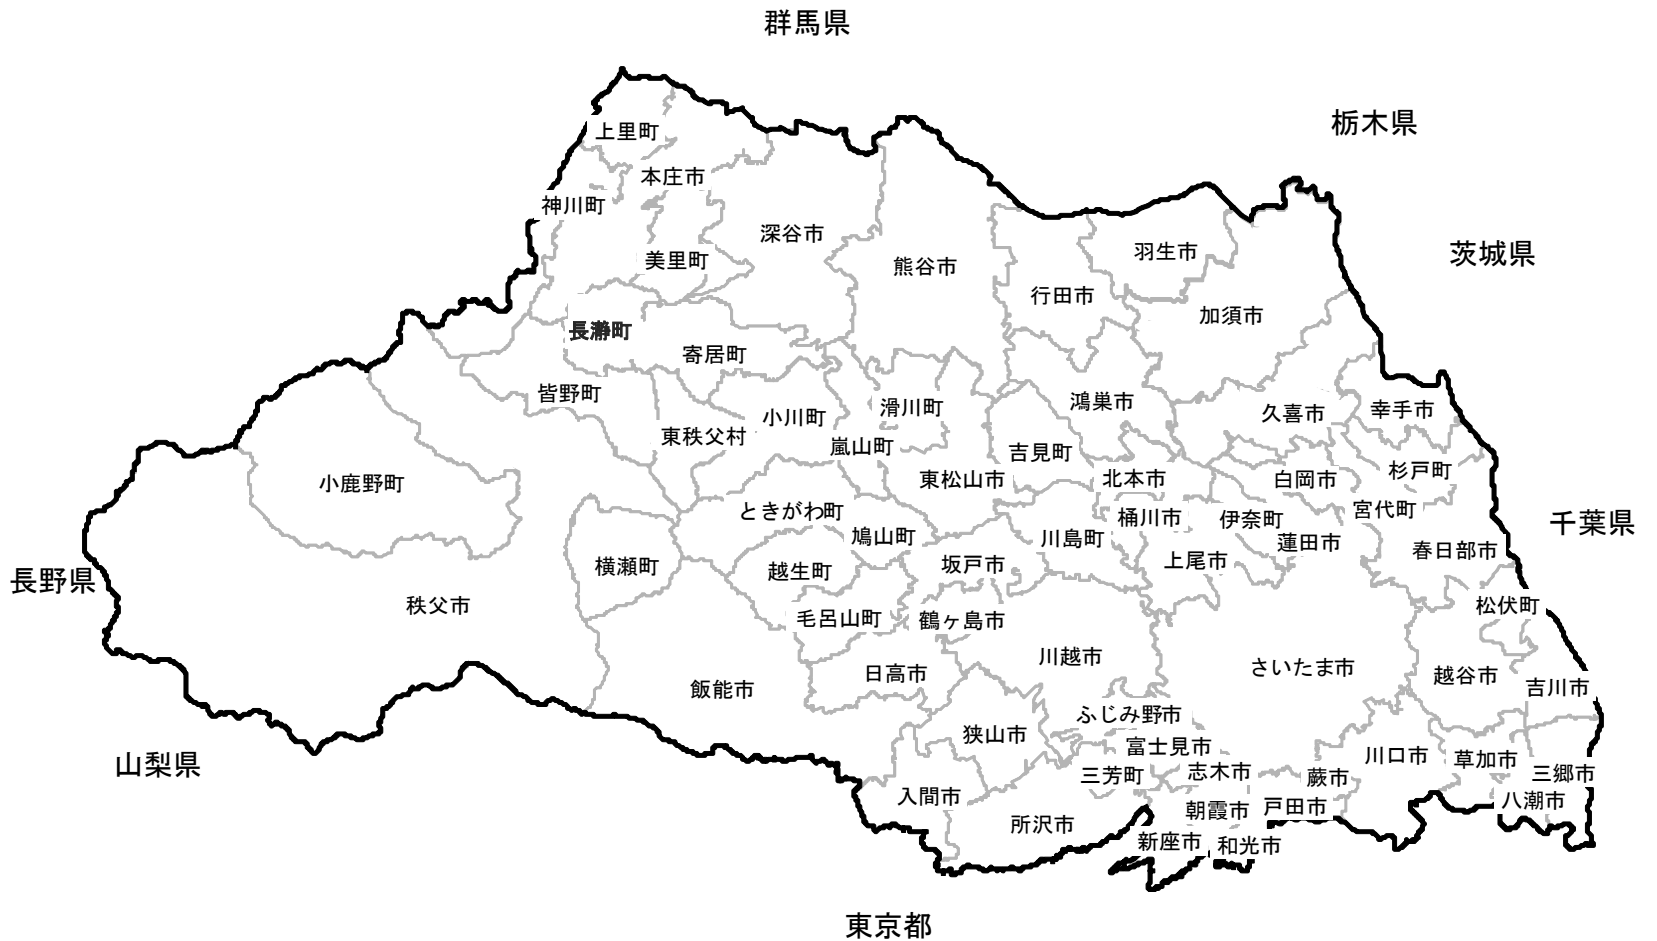 群馬県
栃木県
上里町
本庄市
神川町
深谷市
羽生市
茨城県
美里町
熊谷市
行田市
加須市
長瀞町
寄居町
皆野町
小川町
滑川町
鴻巣市
久喜市
幸手市
東秩父村
嵐山町
吉見町
小鹿野町
東松山市
北本市
白岡市
杉戸町
ときがわ町
桶川市
伊奈町
宮代町
千葉県
鳩山町
川島町
蓮田市
春日部市
長野県
横瀬町
越生町
坂戸市
上尾市
秩父市
毛呂山町
鶴ヶ島市
松伏町
飯能市
日高市
川越市
さいたま市
越谷市
吉川市
ふじみ野市
狭山市
富士見市
川口市
草加市
山梨県
三芳町
志木市
蕨市
三郷市
入間市
朝霞市
戸田市
八潮市
所沢市
新座市
和光市
東京都